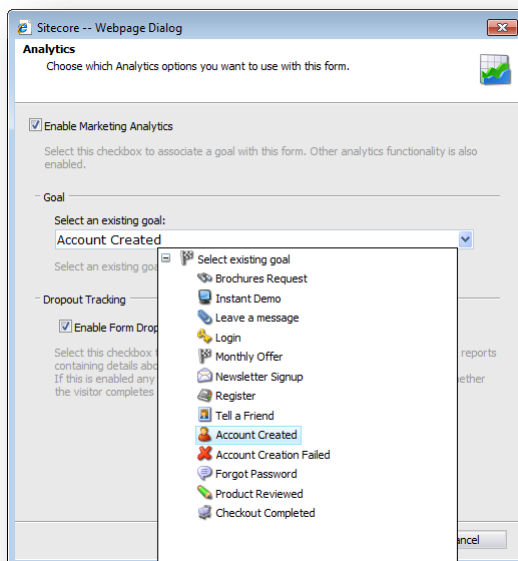 Sitecore -- Webpage Dialog
Analytics
Choose which Analytics options you want to use with this form.
Enable Marketing Analytics
Select this checkbox to associate a goal with this form. Other analytics functionality is also
enabled.
Goal
Select an existing goal:
Account Created
Select an existing goa
Select existing goal
Brochures Request
Instant Demo
Leave a message
Login
Monthly Offer
Newsletter Signup
Register
Tell a Friend
Account Created
Account Creation Failed
Forgot Password
Product Reviewed
Checkout Completed
Dropout Tracking
Enable Form Drop
Select this checkbox reports
containing details abo
If this is enabled any ether
the visitor completes
ancel